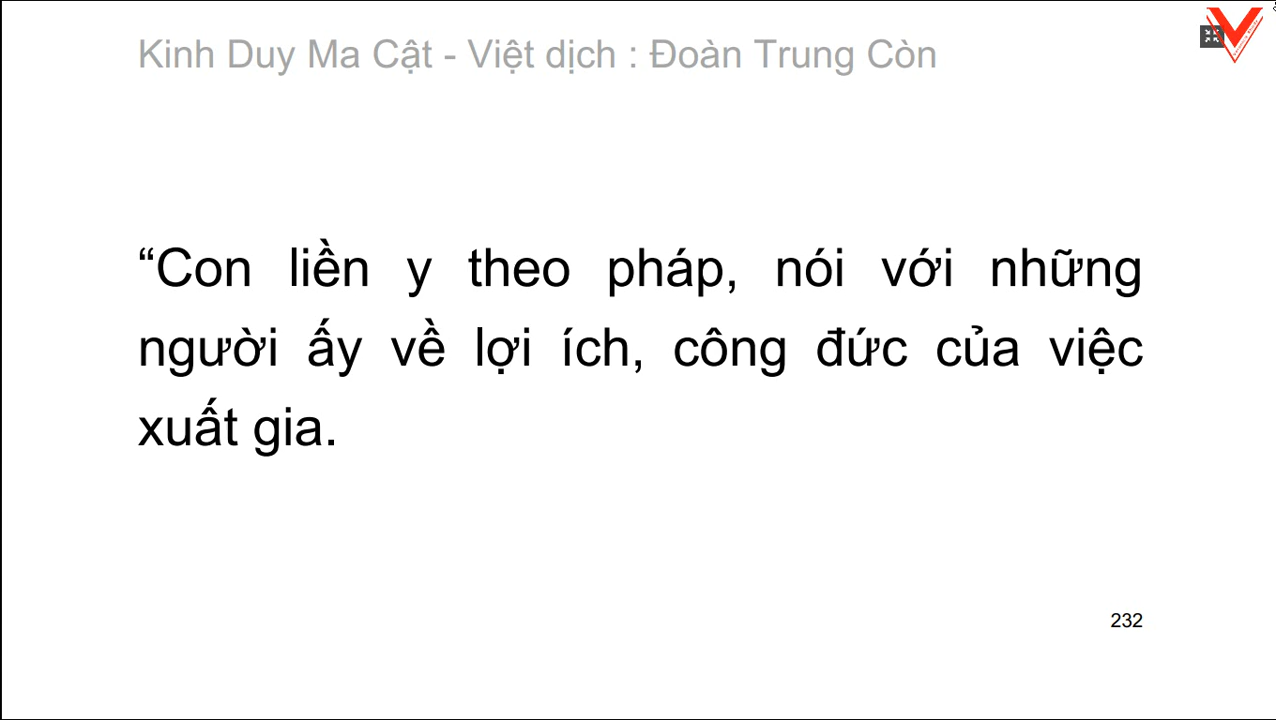 Kinh Duy Ma Cật - Việt dịch : Đoàn Trung Còn
“Con liền y theo pháp, nói với những
người ấy về lợi ích, công đức của việc
xuất gia.
232